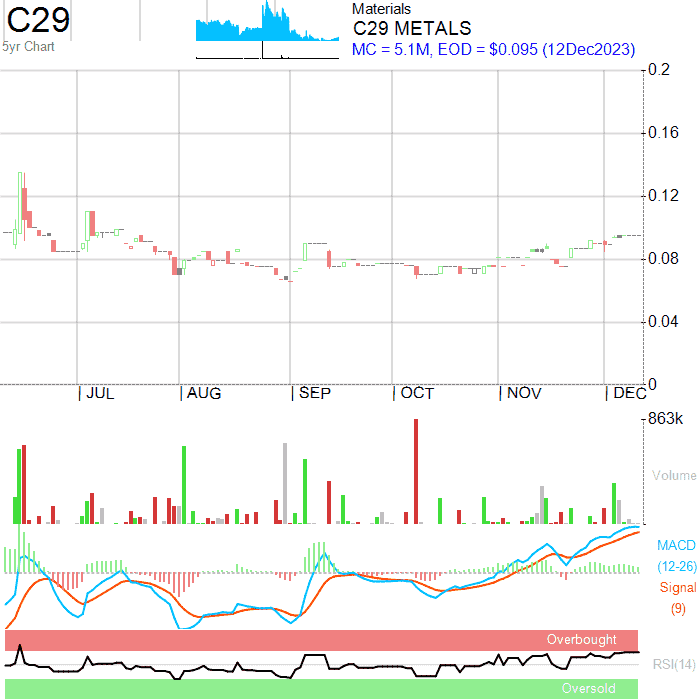 C29
5yr Chart
Materials
C29 METALS
MC = 5.1M, EOD = $0.095 (12Dec2023)
0.2
0.16
0.12
0.08
0.04
0
JUL
AUG
SEP
OCT
NOV
DEC
863k
Volume
MACD
(12-26)
Signal
(9)
Overbought
RSI(14)
Oversold